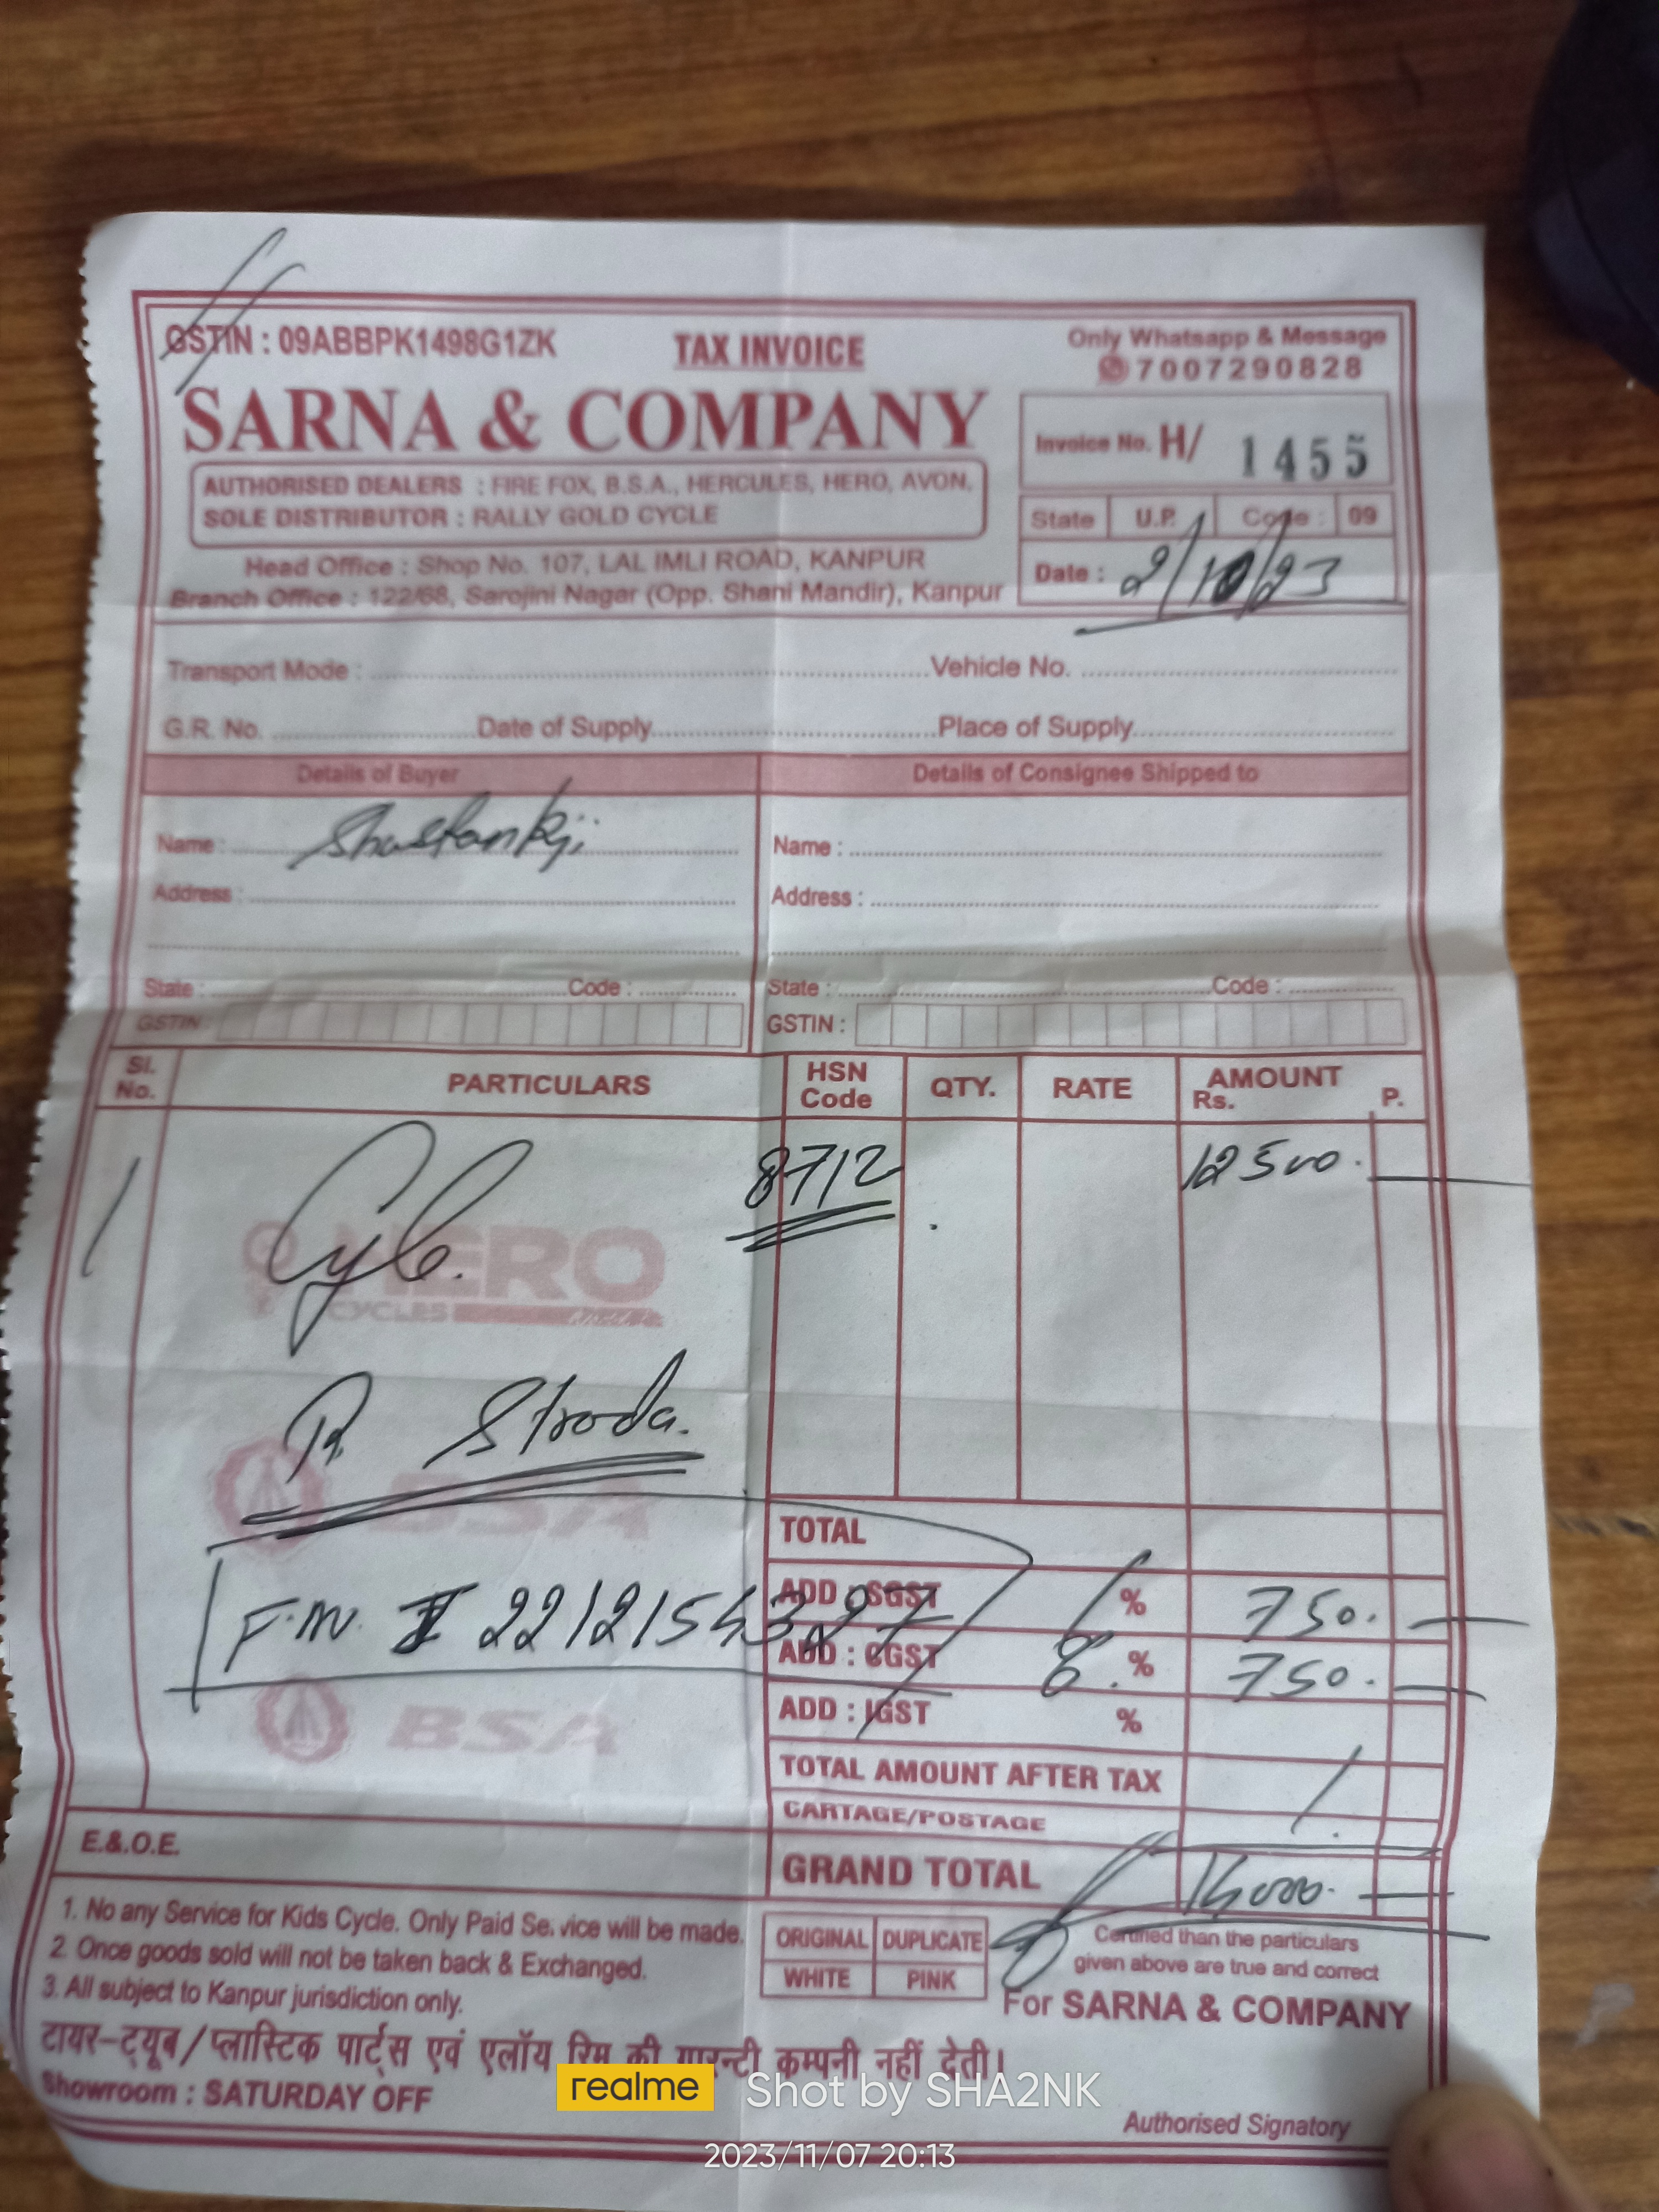 GSTIN : 09ABBPK1498G1ZK
TAX INVOICE
Only Whatsapp & Message
7007290828
SARNA & COMPANY
AUTHORISED DEALERS : FIRE FOX, B.S.A., HERCULES, HERO, AVON,
SOLE DISTRIBUTOR : RALLY GOLD CYCLE
Head Office : Shop No. 107, LAL IMLI ROAD, KANPUR
Branch Office : 122/68, Sarojini Nagar (Opp. Shani Mandir), Kanpur
Invoice No. H/ 1455
State U.P. Code : 09
Date : 2/10/23
Transport Mode : Vehicle No.
G.R. No. Date of Supply Place of Supply
Details of Buyer Details of Consignee Shipped to
Name : Shashankji Name :
Address : Address :
State : Code : State : Code :
GSTIN GSTIN :
Sl. No. PARTICULARS HSN Code QTY. RATE AMOUNT Rs. P.
1 Cycle. 8712 12500.
HERO
CYCLES
R. Stroda.
BSA
TOTAL
ADD : SGST % 750.
F.N. 2212154327
ADD : CGST 6. % 750.
BSA
ADD : IGST %
TOTAL AMOUNT AFTER TAX
CARTAGE/POSTAGE
E.&.O.E.
GRAND TOTAL 14000.
1. No any Service for Kids Cycle. Only Paid Service will be made.
2. Once goods sold will not be taken back & Exchanged.
3. All subject to Kanpur jurisdiction only.
ORIGINAL DUPLICATE
WHITE PINK
Certified than the particulars
given above are true and correct
For SARNA & COMPANY
टायर-ट्यूब/प्लास्टिक पार्ट्स एवं एलॉय रिम की गारन्टी कम्पनी नहीं देती।
Showroom : SATURDAY OFF
Authorised Signatory
realme Shot by SHA2NK
2023/11/07 20:13